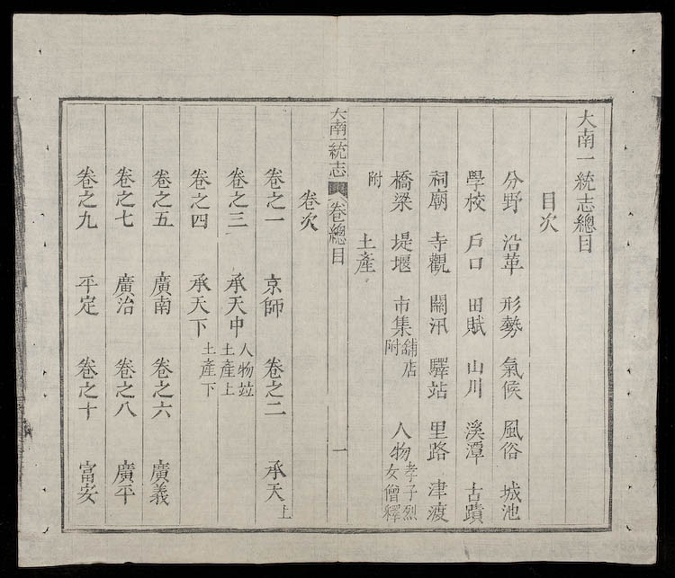 大南一統志總目
目次
分野 沿革 形勢 氣候 風俗 城池
學校 戶口 田賦 山川 溪潭 古蹟
祠廟 寺觀 關汛 驛站 里路 津渡
橋梁 堤堰 市集舖店附 人物孝子烈女僧釋
附 土產
大南一統志 卷總目 一
卷次
卷之一 京師 卷之二 承天上
卷之三 承天中人物竝土產上
卷之四 承天下土產下
卷之五 廣南 卷之六 廣義
卷之七 廣治 卷之八 廣平
卷之九 平定 卷之十 富安